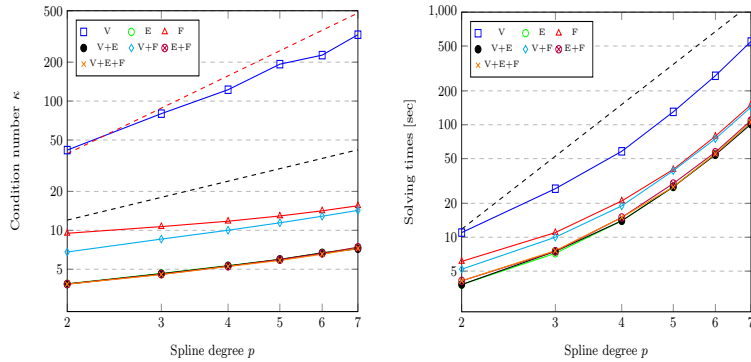 500
200
100
50
20
10
5
2
3
4
5
6
7
Condition number κ
Spline degree p
V E F
V+E V+F E+F
V+E+F
1,000
500
200
100
50
20
10
5
2
3
4
5
6
7
Solving times [sec]
Spline degree p
V E F
V+E V+F E+F
V+E+F